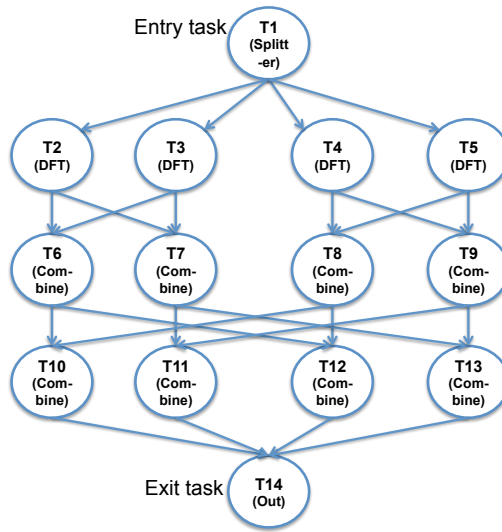 Entry task
T1
(Splitt
-er)
T2
(DFT)
T3
(DFT)
T4
(DFT)
T5
(DFT)
T6
(Com-
bine)
T7
(Com-
bine)
T8
(Com-
bine)
T9
(Com-
bine)
T10
(Com-
bine)
T11
(Com-
bine)
T12
(Com-
bine)
T13
(Com-
bine)
Exit task
T14
(Out)